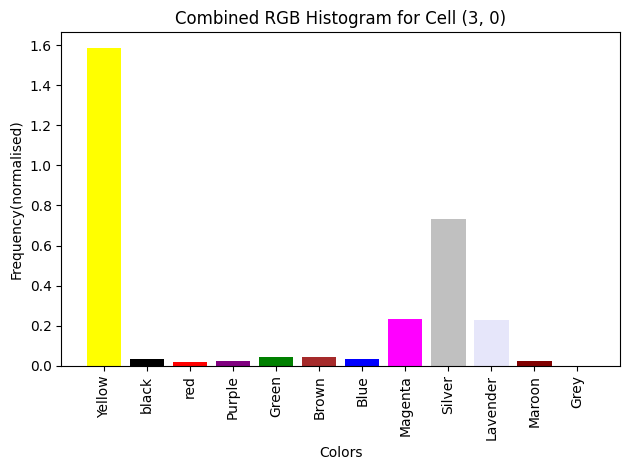 Combined RGB Histogram for Cell (3, 0)
Frequency(normalised)
1.6
1.4
1.2
1.0
0.8
0.6
0.4
0.2
0.0
Yellow
black
red
Purple
Green
Brown
Blue
Magenta
Silver
Lavender
Maroon
Grey
Colors